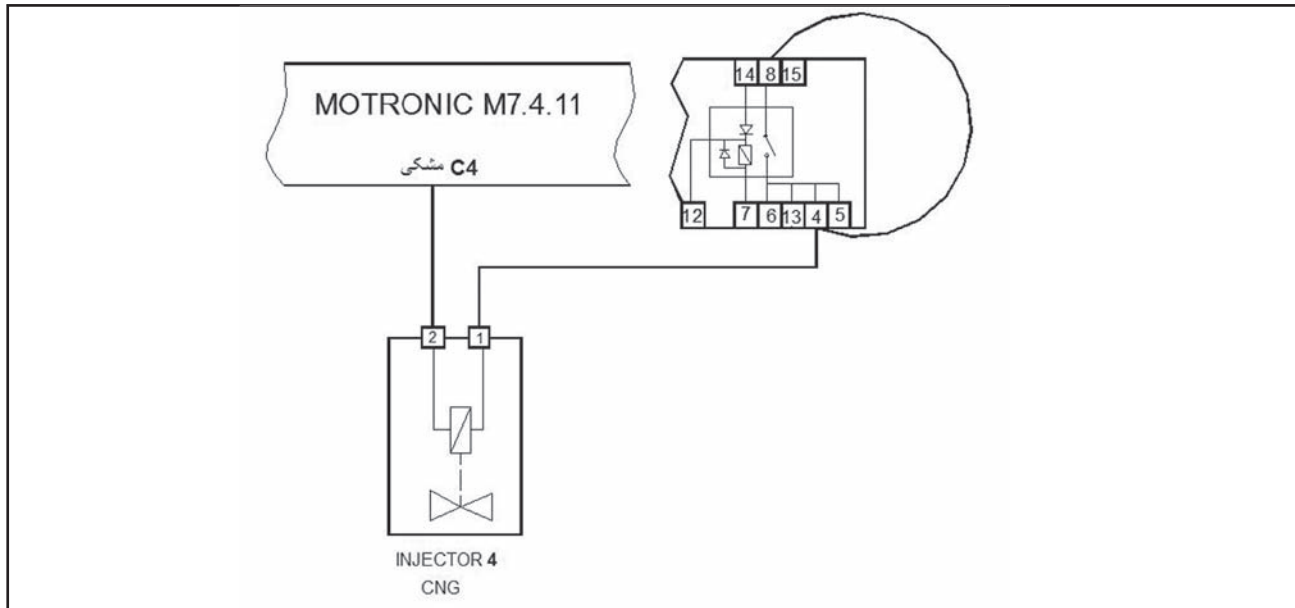 MOTRONIC M7.4.11
مشکی C4
14 8 15
12 7 6 13 4 5
2 1
INJECTOR 4
CNG